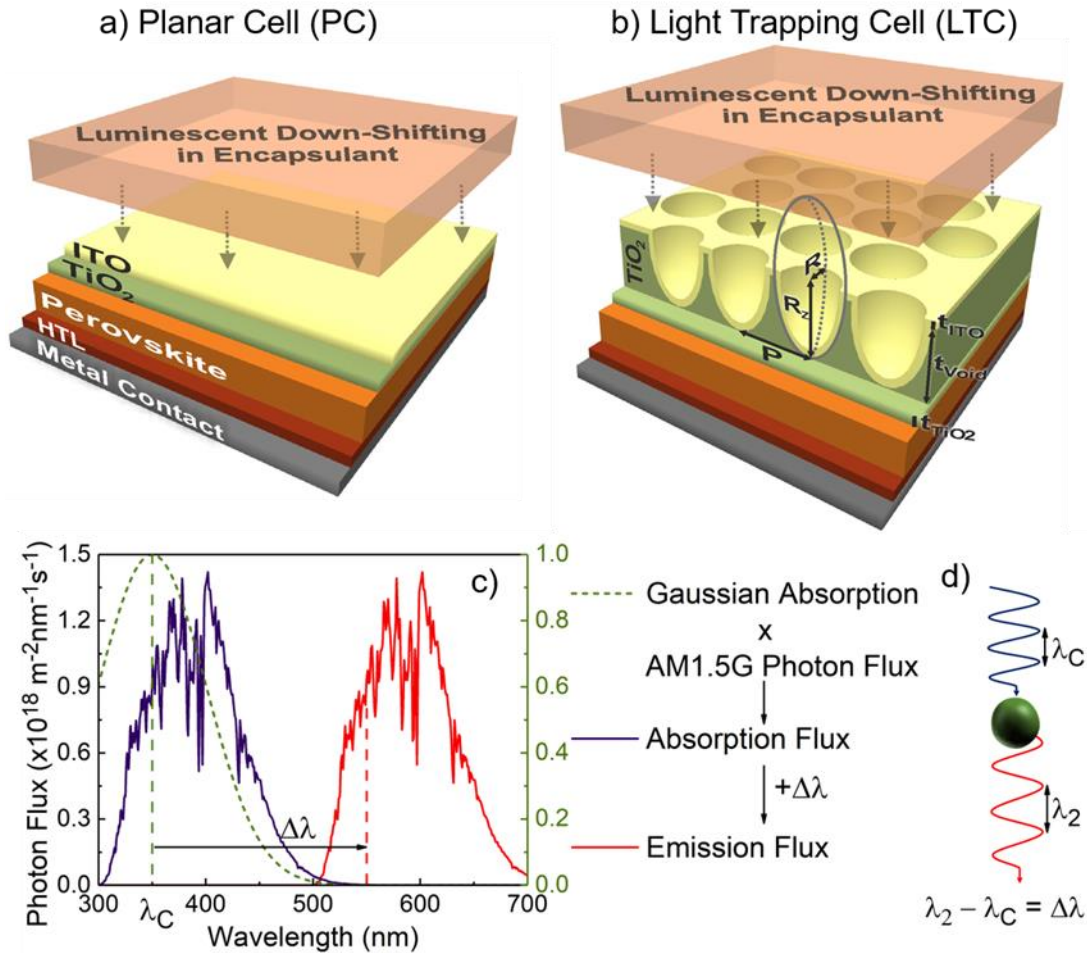 a) Planar Cell (PC)
b) Light Trapping Cell (LTC)
Luminescent Down-Shifting
in Encapsulant
ITO
TiO2
Perovskite
HTL
Metal Contact
Luminescent Down-Shifting
in Encapsulant
TiO2
R
Rz
P
tITO
tVoid
tTiO2
c)
Photon Flux (x10^18 m^-2nm^-1s^-1)
1.5
1.2
0.9
0.6
0.3
0.0
1.0
0.8
0.6
0.4
0.2
0.0
Δλ
300 λC 400 500 600 700
Wavelength (nm)
Gaussian Absorption
x
AM1.5G Photon Flux
Absorption Flux
+Δλ
Emission Flux
d)
λC
λ2
λ2 – λC = Δλ